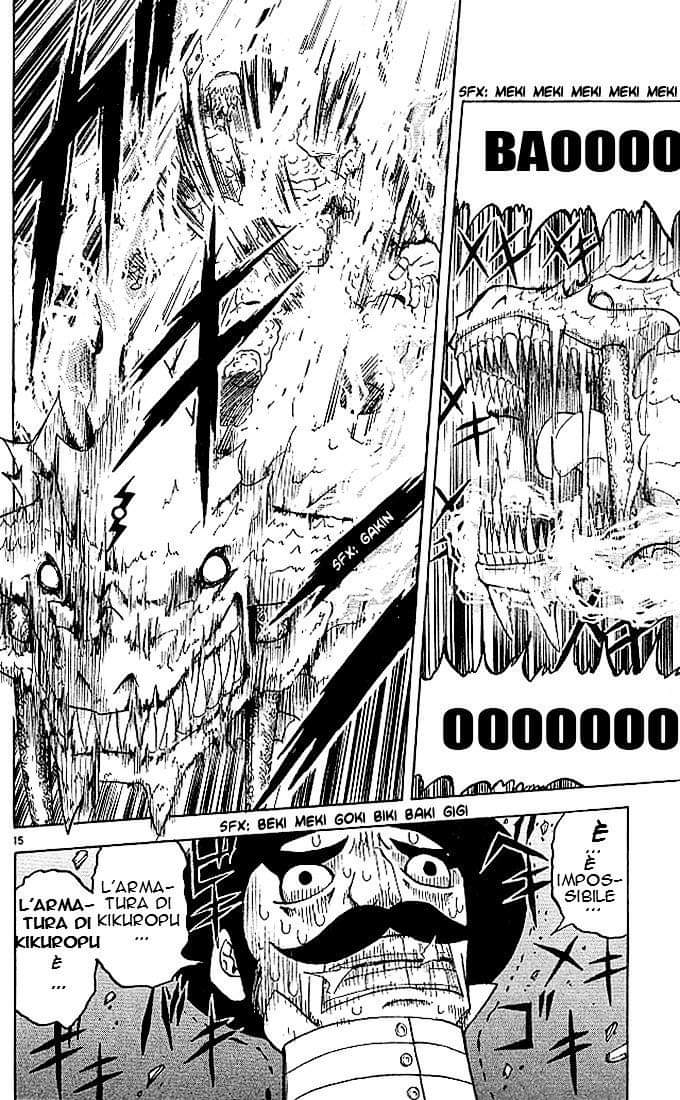 SFX: MEKI MEKI MEKI MEKI MEKI
BAOOOO
OOOOOOO
SFX: GAKIN
SFX: BEKI MEKI GOKI BIKI BAKI GIGI
È
...
È
IMPOS-
SIBILE
...
L'ARMA-
TURA DI
KIKUROPU
...
L'ARMA-
TURA DI
KIKUROPU
È
...
15